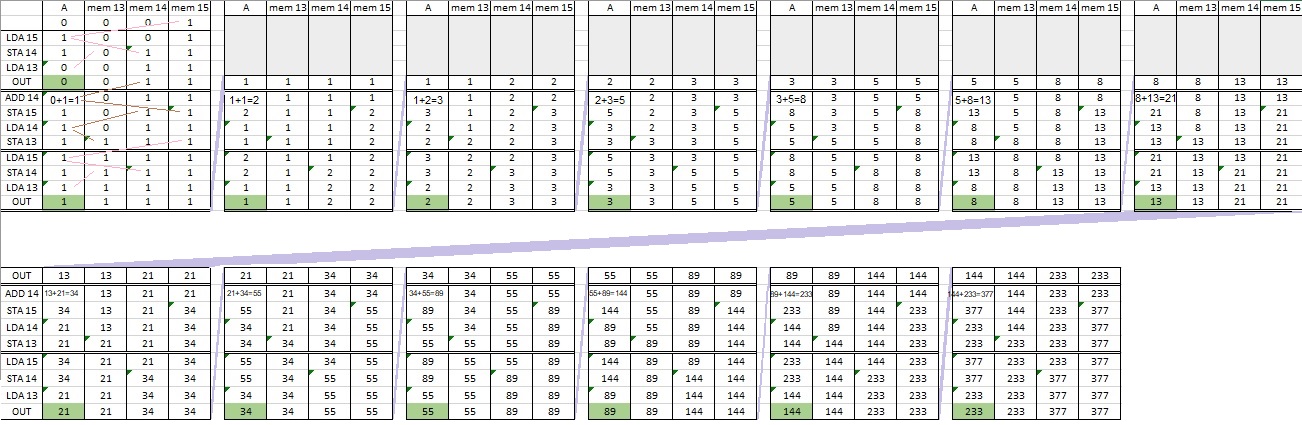 A mem 13 mem 14 mem 15 A mem 13 mem 14 mem 15 A mem 13 mem 14 mem 15 A mem 13 mem 14 mem 15 A mem 13 mem 14 mem 15 A mem 13 mem 14 mem 15 A mem 13 mem 14 mem 15
0 0 0 1
LDA 15 1 0 0 1
STA 14 1 0 1 1
LDA 13 0 0 1 1
OUT 0 0 1 1 1 1 1 1 1 1 2 2 2 2 3 3 3 3 5 5 5 5 8 8 8 8 13 13
ADD 14 0+1=1 0 1 1 1+1=2 1 1 1 1+2=3 1 2 2 2+3=5 2 3 3 3+5=8 3 5 5 5+8=13 5 8 8 8+13=21 8 13 13
STA 15 1 0 1 1 2 1 1 2 3 1 2 3 5 2 3 5 8 3 5 8 13 5 8 13 21 8 13 21
LDA 14 1 0 1 1 1 1 1 2 2 1 2 3 3 2 3 5 5 3 5 8 8 5 8 13 13 8 13 21
STA 13 1 1 1 1 1 1 1 2 2 2 2 3 3 3 3 5 5 5 5 8 8 8 8 13 13 13 13 21
LDA 15 1 1 1 1 2 1 1 2 3 2 2 3 5 3 3 5 8 5 5 8 13 8 8 13 21 13 13 21
STA 14 1 1 1 1 2 1 2 2 3 2 3 3 5 3 5 5 8 5 8 8 13 8 13 13 21 13 21 21
LDA 13 1 1 1 1 1 1 2 2 2 2 3 3 3 3 5 5 5 5 8 8 8 8 13 13 13 13 21 21
OUT 1 1 1 1 1 1 2 2 2 2 3 3 3 3 5 5 5 5 8 8 8 8 13 13 13 13 21 21
OUT 13 13 21 21 21 21 34 34 34 34 55 55 55 55 89 89 89 89 144 144 144 144 233 233
ADD 14 13+21=34 13 21 21 21+34=55 21 34 34 34+55=89 34 55 55 55+89=144 55 89 89 89+144=233 89 144 144 144+233=377 144 233 233
STA 15 34 13 21 34 55 21 34 55 89 34 55 89 144 55 89 144 233 89 144 233 377 144 233 377
LDA 14 21 13 21 34 34 21 34 55 55 34 55 89 89 55 89 144 144 89 144 233 233 144 233 377
STA 13 21 21 21 34 34 34 34 55 55 55 55 89 89 89 89 144 144 144 144 233 233 233 233 377
LDA 15 34 21 21 34 55 34 34 55 89 55 55 89 144 89 89 144 233 144 144 233 377 233 233 377
STA 14 34 21 34 34 55 34 55 55 89 55 89 89 144 89 144 144 233 144 233 233 377 233 377 377
LDA 13 21 21 34 34 34 34 55 55 55 55 89 89 89 89 144 144 144 144 233 233 233 233 377 377
OUT 21 21 34 34 34 34 55 55 55 55 89 89 89 89 144 144 144 144 233 233 233 233 377 377